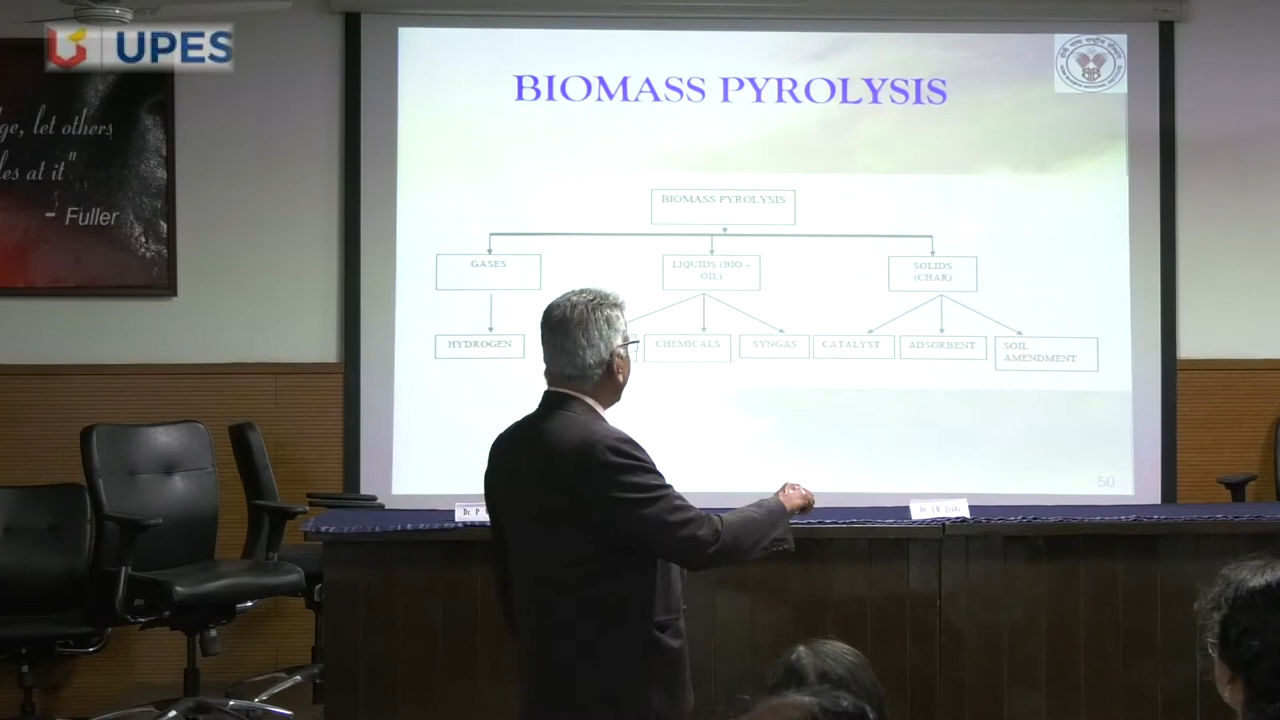 UPES
ge, let others
les at it"
- Fuller
BIOMASS PYROLYSIS
BIOMASS PYROLYSIS
GASES
LIQUIDS (BIO –
OIL)
SOLIDS
(CHAR)
HYDROGEN
CHEMICALS
SYNGAS
CATALYST
ADSORBENT
SOIL
AMENDMENT
50
Dr. P